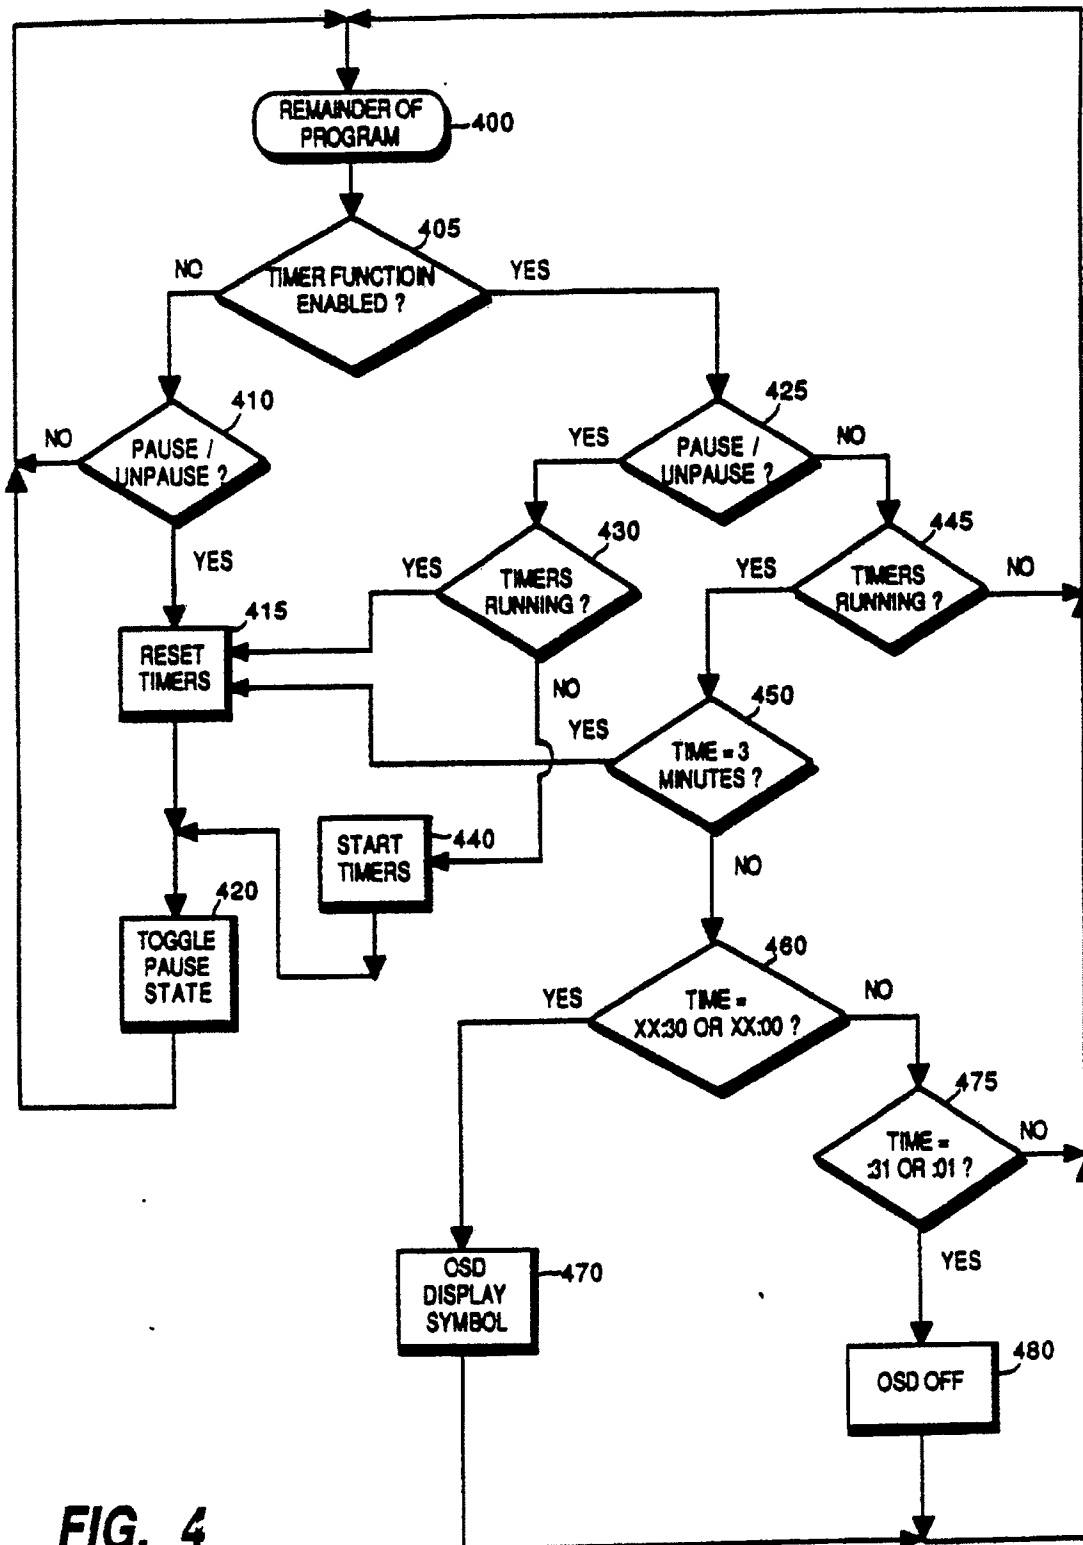 REMAINDER OF
PROGRAM
400
405
NO
TIMER FUNCTIOIN
ENABLED ?
YES
410
NO
PAUSE /
UNPAUSE ?
YES
425
YES
PAUSE /
UNPAUSE ?
NO
430
YES
TIMERS
RUNNING ?
NO
445
YES
TIMERS
RUNNING ?
NO
415
RESET
TIMERS
450
YES
TIME = 3
MINUTES ?
NO
START
TIMERS
440
420
TOGGLE
PAUSE
STATE
460
YES
TIME =
XX:30 OR XX:00 ?
NO
475
TIME =
:31 OR :01 ?
NO
YES
OSD
DISPLAY
SYMBOL
470
OSD OFF
480
FIG. 4